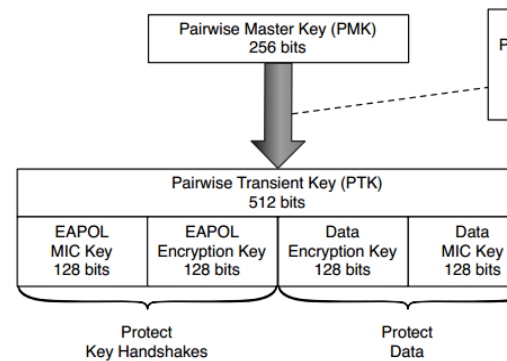 Pairwise Master Key (PMK)
256 bits
P
Pairwise Transient Key (PTK)
512 bits
EAPOL
MIC Key
128 bits
EAPOL
Encryption Key
128 bits
Data
Encryption Key
128 bits
Data
MIC Key
128 bits
Protect
Key Handshakes
Protect
Data